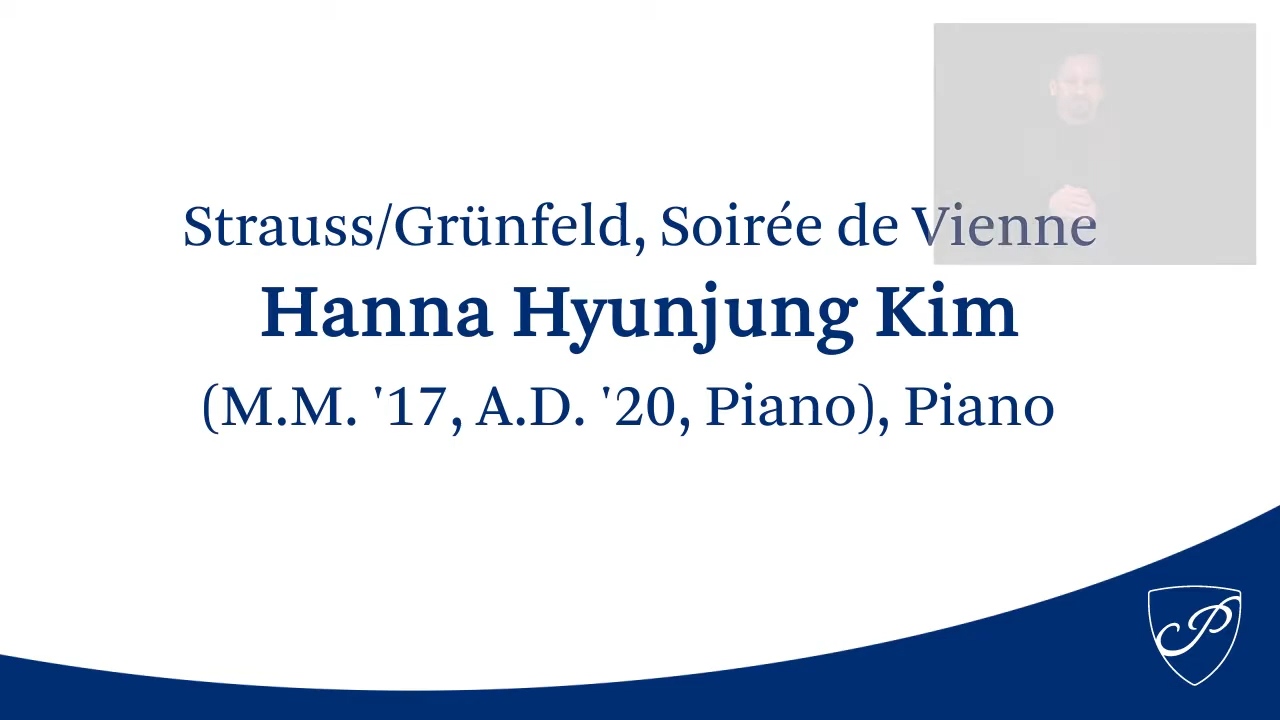 Strauss/Grünfeld, Soirée de Vienne
Hanna Hyunjung Kim
(M.M. '17, A.D. '20, Piano), Piano
P